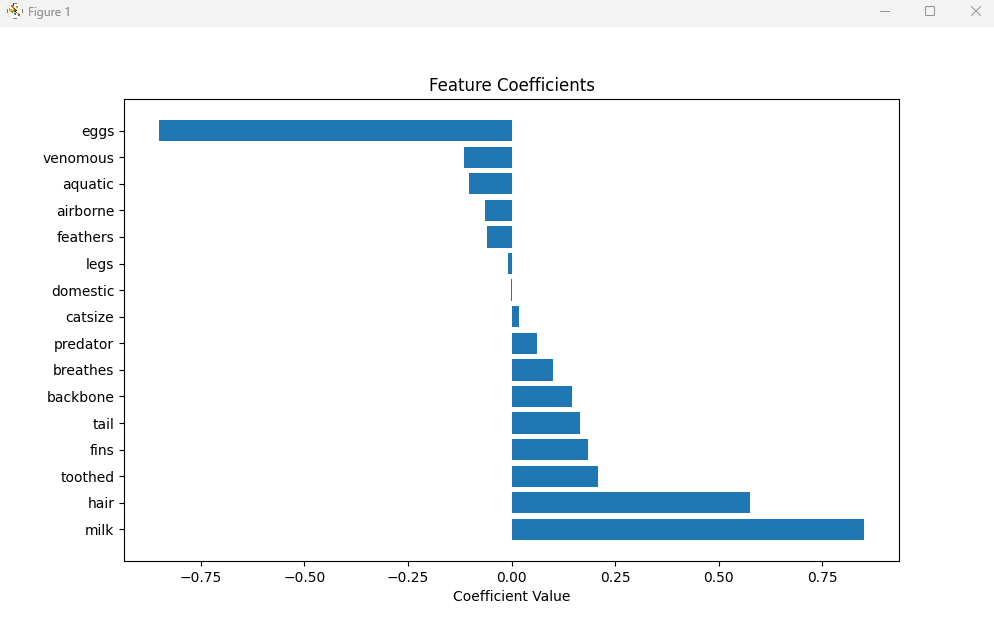 Figure 1
Feature Coefficients
eggs
venomous
aquatic
airborne
feathers
legs
domestic
catsize
predator
breathes
backbone
tail
fins
toothed
hair
milk
−0.75 −0.50 −0.25 0.00 0.25 0.50 0.75
Coefficient Value